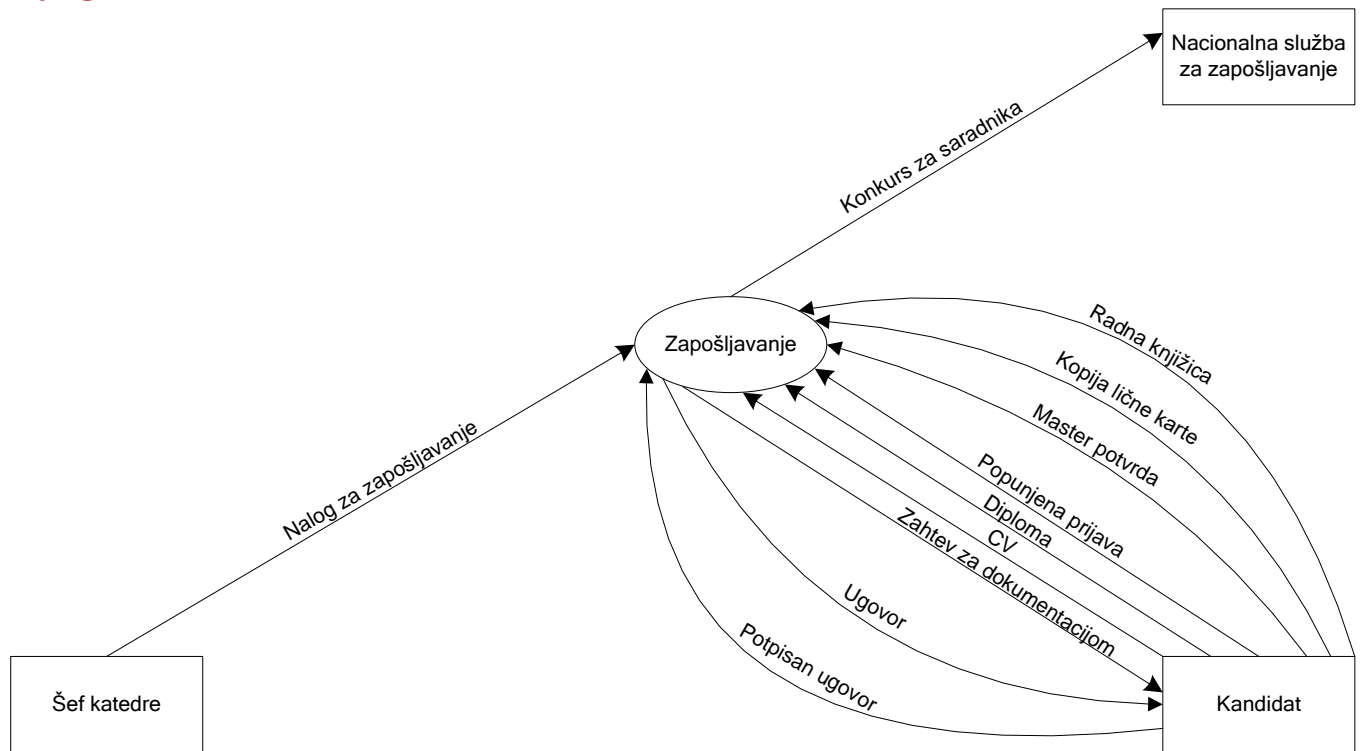 Nacionalna služba
za zapošljavanje
Konkurs za saradnika
Zapošljavanje
Radna knjižica
Kopija lične karte
Master potvrda
Popunjena prijava
Diploma
CV
Zahtev za dokumentacijom
Nalog za zapošljavanje
Ugovor
Potpisan ugovor
Šef katedre
Kandidat